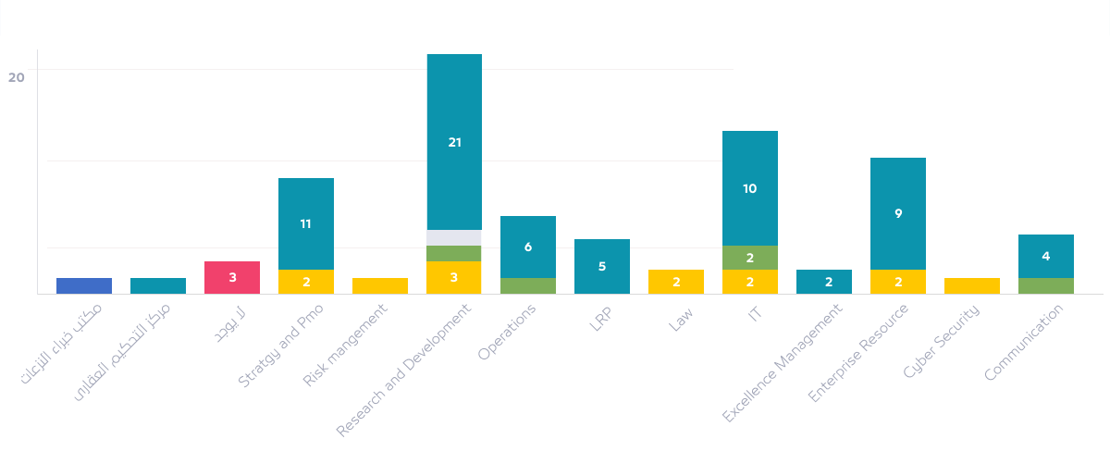 20
21
11
10
9
6
5
4
3
2
3
2
2
2
2
2
مكتب خبراء النزعات
مركز التحكيم العقاري
لا يوجد
Stratgy and Pmo
Risk mangement
Research and Development
Operations
LRP
Law
IT
Excellence Management
Enterprise Resource
Cyber Security
Communication